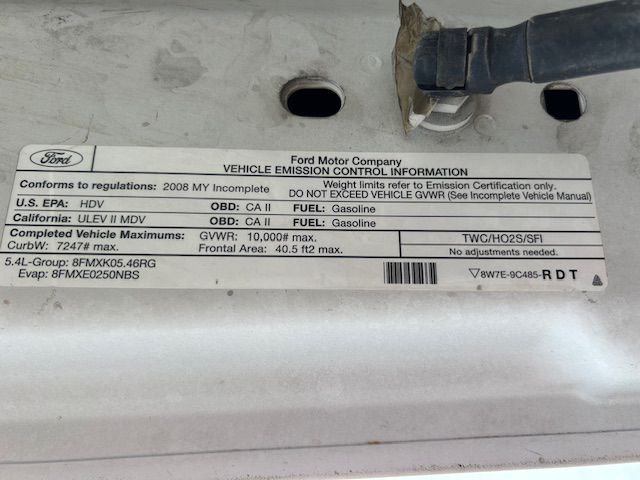 Ford
Ford Motor Company
VEHICLE EMISSION CONTROL INFORMATION
Conforms to regulations: 2008 MY Incomplete
Weight limits refer to Emission Certification only.
DO NOT EXCEED VEHICLE GVWR (See Incomplete Vehicle Manual)
U.S. EPA: HDV OBD: CA II FUEL: Gasoline
California: ULEV II MDV OBD: CA II FUEL: Gasoline
Completed Vehicle Maximums: GVWR: 10,000# max.
CurbW: 7247# max. Frontal Area: 40.5 ft2 max.
TWC/HO2S/SFI
No adjustments needed.
5.4L-Group: 8FMXK05.46RG
Evap: 8FMXE0250NBS
▽8W7E-9C485-RDT